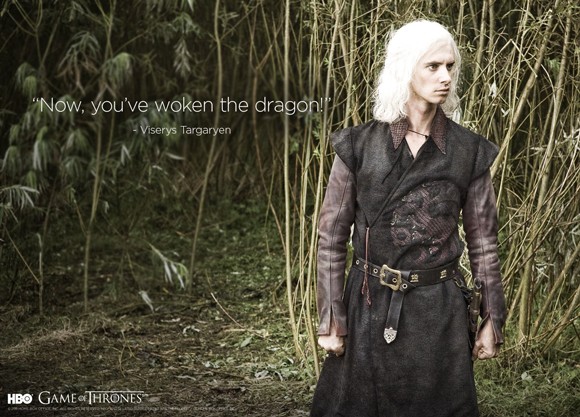 “Now, you’ve woken the dragon!”
- Viserys Targaryen
HBO GAME OF THRONES